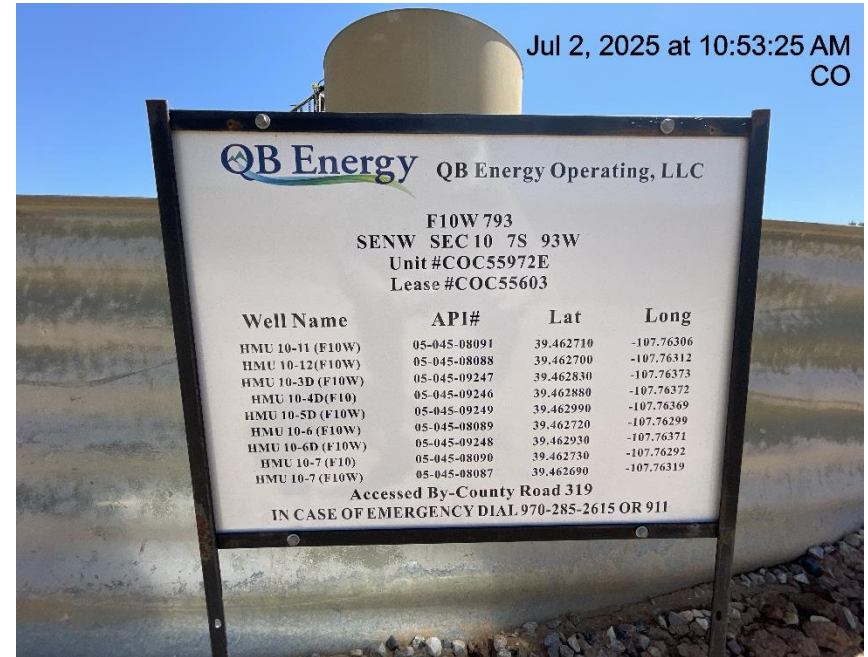 Jul 2, 2025 at 10:53:25 AM
CO
QB Energy QB Energy Operating, LLC
F10W 793
SENW SEC 10 7S 93W
Unit #COC55972E
Lease #COC55603
Well Name API# Lat Long
HMU 10-11 (F10W) 05-045-08091 39.462710 -107.76306
HMU 10-12(F10W) 05-045-08088 39.462700 -107.76312
HMU 10-3D (F10W) 05-045-09247 39.462830 -107.76373
HMU 10-4D(F10) 05-045-09246 39.462880 -107.76372
HMU 10-5D (F10W) 05-045-09249 39.462990 -107.76369
HMU 10-6 (F10W) 05-045-08089 39.462720 -107.76299
HMU 10-6D (F10W) 05-045-09248 39.462930 -107.76371
HMU 10-7 (F10) 05-045-08090 39.462730 -107.76292
HMU 10-7 (F10W) 05-045-08087 39.462690 -107.76319
Accessed By-County Road 319
IN CASE OF EMERGENCY DIAL 970-285-2615 OR 911